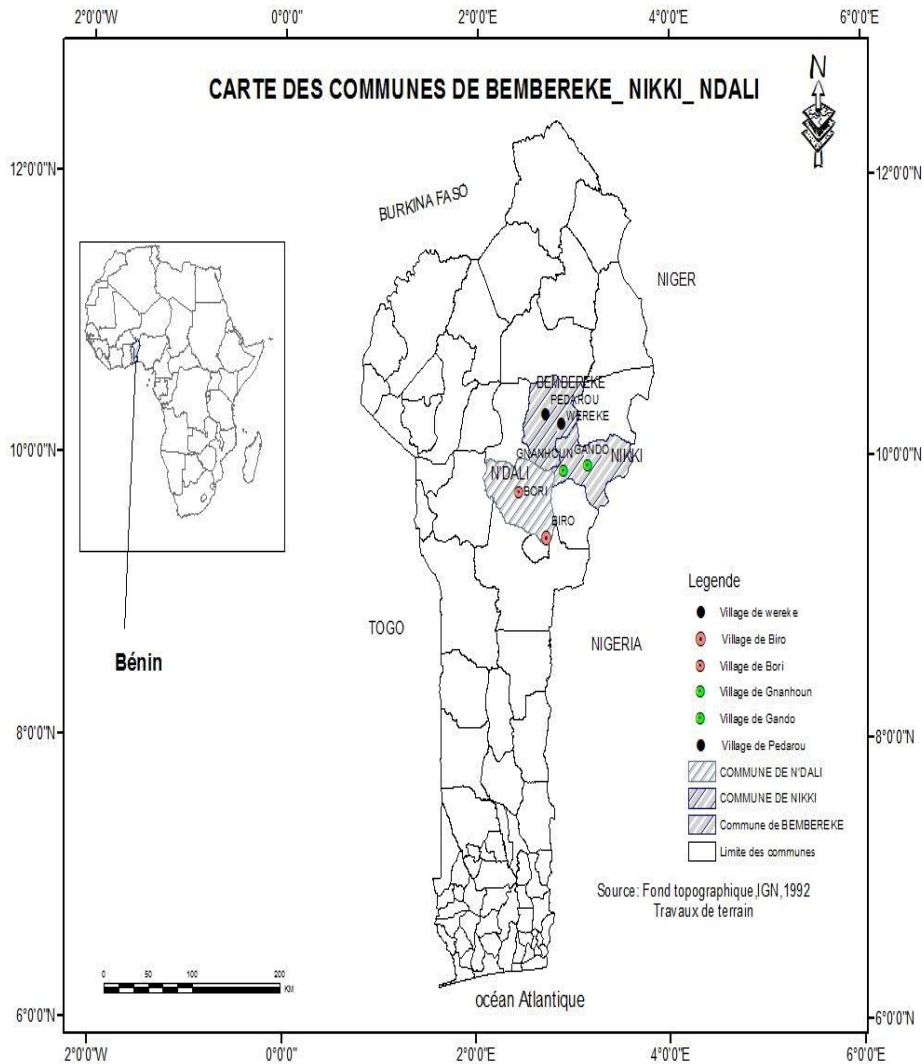 2°0'0"W 0°0'0" 2°0'0"E 4°0'0"E 6°0'0"E
CARTE DES COMMUNES DE BEMBEREKE_ NIKKI_ NDALI
N
12°0'0"N 12°0'0"N
BURKINA FASO
NIGER
BEMBEREKE
PEDAROU
WEREKE
GNANHOUN GANDO NIKKI
10°0'0"N 10°0'0"N
N'DALI
BORI
BIRO
TOGO
NIGERIA
Bénin
Legende
Village de wereke
Village de Biro
Village de Bori
Village de Gnanhoun
Village de Gando
Village de Pedarou
COMMUNE DE N'DALI
COMMUNE DE NIKKI
Commune de BEMBEREKE
Limite des communes
8°0'0"N 8°0'0"N
Source: Fond topographique,IGN,1992
Travaux de terrain
0 50 100 200
KM
océan Atlantique
6°0'0"N 6°0'0"N
2°0'0"W 0°0'0" 2°0'0"E 4°0'0"E 6°0'0"E